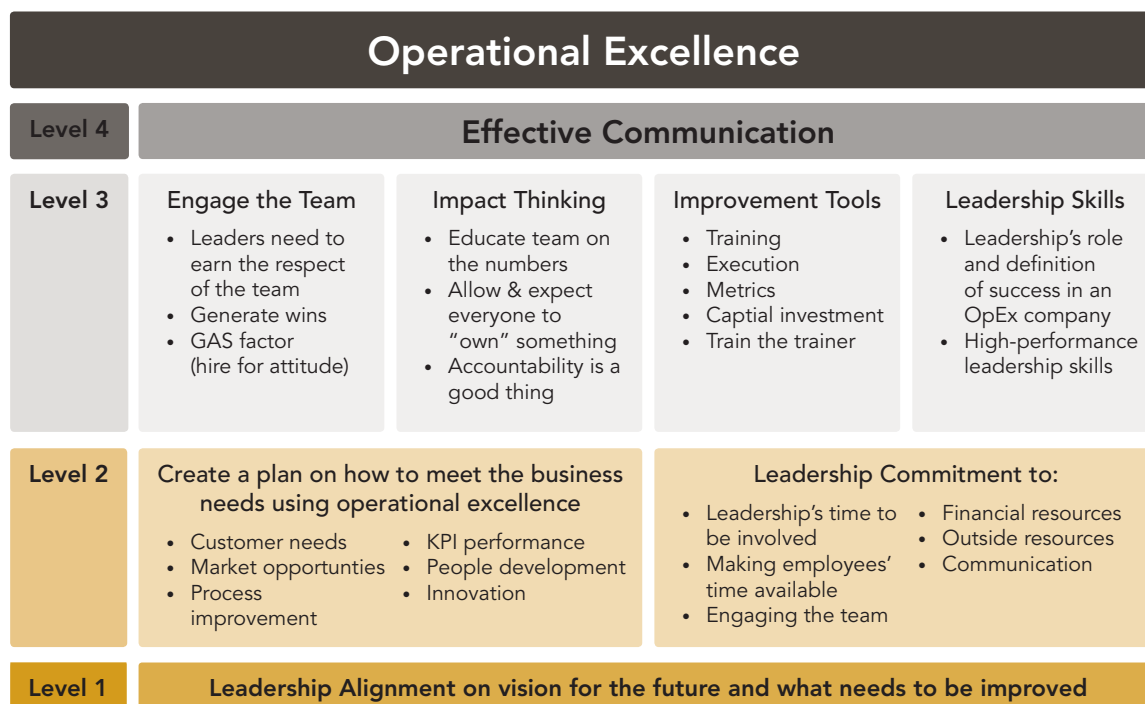 Operational Excellence
Level 4
Effective Communication
Level 3
Engage the Team
• Leaders need to
earn the respect
of the team
• Generate wins
• GAS factor
(hire for attitude)
Impact Thinking
• Educate team on
the numbers
• Allow & expect
everyone to
“own” something
• Accountability is a
good thing
Improvement Tools
• Training
• Execution
• Metrics
• Captial investment
• Train the trainer
Leadership Skills
• Leadership’s role
and definition
of success in an
OpEx company
• High-performance
leadership skills
Level 2
Create a plan on how to meet the business
needs using operational excellence
• Customer needs
• Market opportunties
• Process
improvement
• KPI performance
• People development
• Innovation
Leadership Commitment to:
• Leadership’s time to
be involved
• Making employees’
time available
• Engaging the team
• Financial resources
• Outside resources
• Communication
Level 1
Leadership Alignment on vision for the future and what needs to be improved